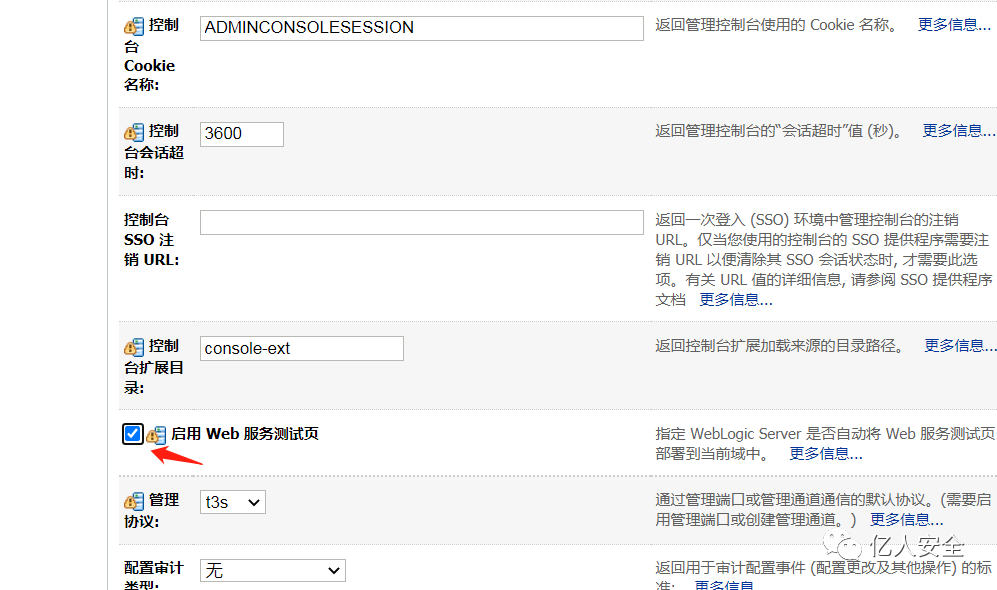 控制
台
Cookie
名称:
ADMINCONSOLESESSION
返回管理控制台使用的 Cookie 名称。 更多信息...
控制
台会话超
时:
3600
返回管理控制台的"会话超时"值 (秒)。 更多信息...
控制台
SSO 注
销 URL:
返回一次登入 (SSO) 环境中管理控制台的注销
URL。仅当您使用的控制台的 SSO 提供程序需要注
销 URL 以便清除其 SSO 会话状态时, 才需要此选
项。有关 URL 值的详细信息, 请参阅 SSO 提供程序
文档 更多信息...
控制
台扩展目
录:
console-ext
返回控制台扩展加载来源的目录路径。 更多信息...
启用 Web 服务测试页
指定 WebLogic Server 是否自动将 Web 服务测试页
部署到当前域中。 更多信息...
管理
协议:
t3s
通过管理端口或管理通道通信的默认协议。(需要启
用管理端口或创建管理通道。) 更多信息...
配置审计
类型:
无
返回用于审计配置事件 (配置更改及其他操作) 的标
准: 更多信息
亿人安全